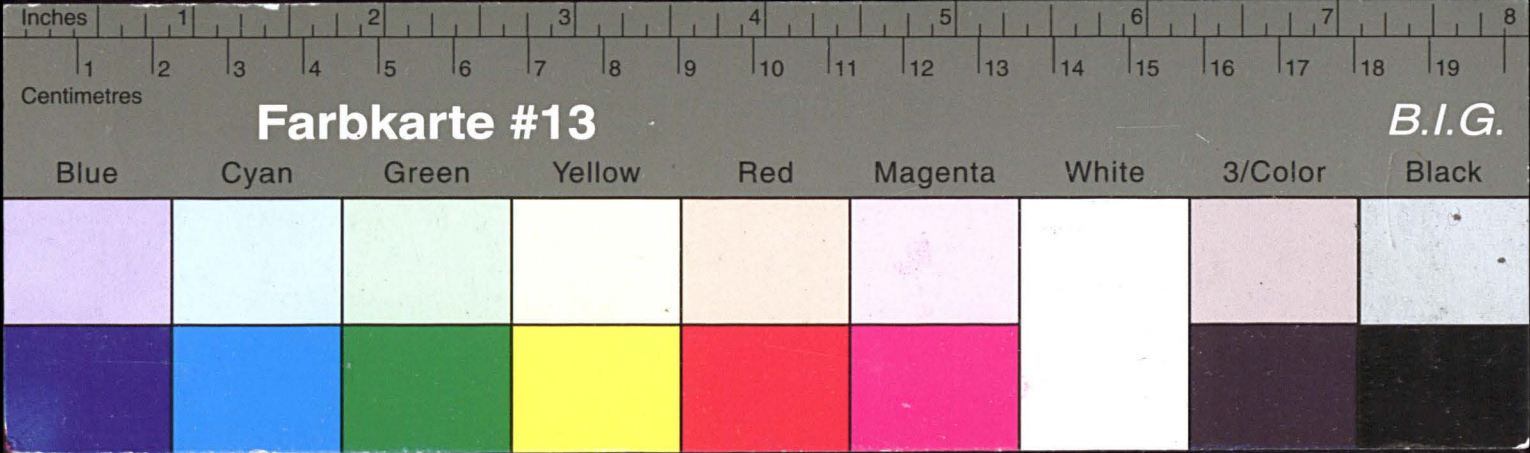 Inches 1 2 3 4 5 6 7 8
1 2 3 4 5 6 7 8 9 10 11 12 13 14 15 16 17 18 19
Centimetres
Farbkarte #13 B.I.G.
Blue Cyan Green Yellow Red Magenta White 3/Color Black